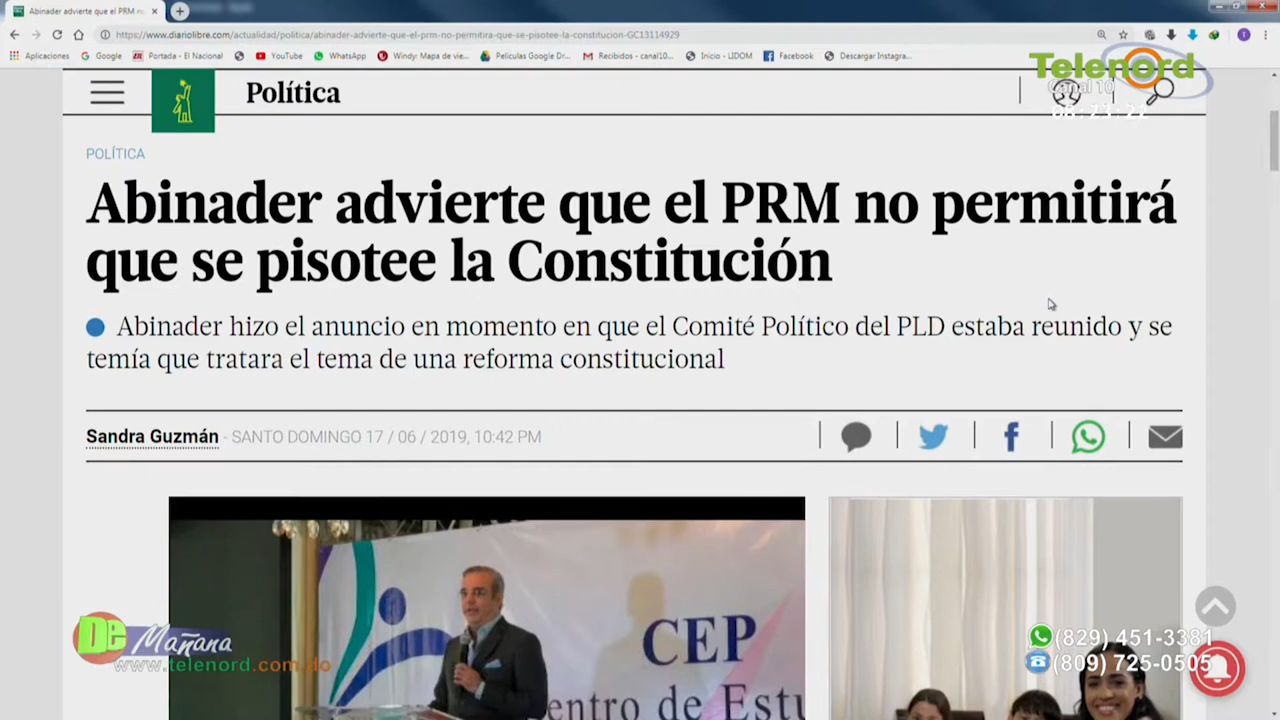 Abinader advierte que el PRM no
https://www.diariolibre.com/actualidad/politica/abinader-advierte-que-el-prm-no-permitira-que-se-pisotee-la-constitucion-GC13114929
Aplicaciones
Google
Portada - El Nacional
YouTube
WhatsApp
Windy: Mapa de vie...
Películas Google Dr...
Recibidos - canal10...
Inicio - LIDOM
Facebook
Descargar Instagra...
Telenord
Canal 10
Política
POLÍTICA
Abinader advierte que el PRM no permitirá
que se pisotee la Constitución
Abinader hizo el anuncio en momento en que el Comité Político del PLD estaba reunido y se
temía que tratara el tema de una reforma constitucional
Sandra Guzmán - SANTO DOMINGO 17 / 06 / 2019, 10:42 PM
CEP
entro de Estu
De Mañana
www.telenord.com.do
(829) 451-3381
(809) 725-0505